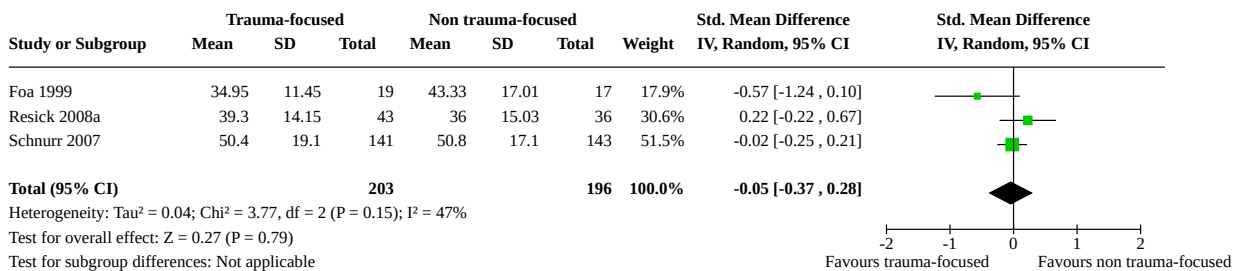 Trauma-focused Non trauma-focused Std. Mean Difference Std. Mean Difference
Study or Subgroup Mean SD Total Mean SD Total Weight IV, Random, 95% CI IV, Random, 95% CI
Foa 1999 34.95 11.45 19 43.33 17.01 17 17.9% -0.57 [-1.24 , 0.10]
Resick 2008a 39.3 14.15 43 36 15.03 36 30.6% 0.22 [-0.22 , 0.67]
Schnurr 2007 50.4 19.1 141 50.8 17.1 143 51.5% -0.02 [-0.25 , 0.21]
Total (95% CI) 203 196 100.0% -0.05 [-0.37 , 0.28]
Heterogeneity: Tau² = 0.04; Chi² = 3.77, df = 2 (P = 0.15); I² = 47%
Test for overall effect: Z = 0.27 (P = 0.79)
-2 -1 0 1 2
Test for subgroup differences: Not applicable
Favours trauma-focused Favours non trauma-focused